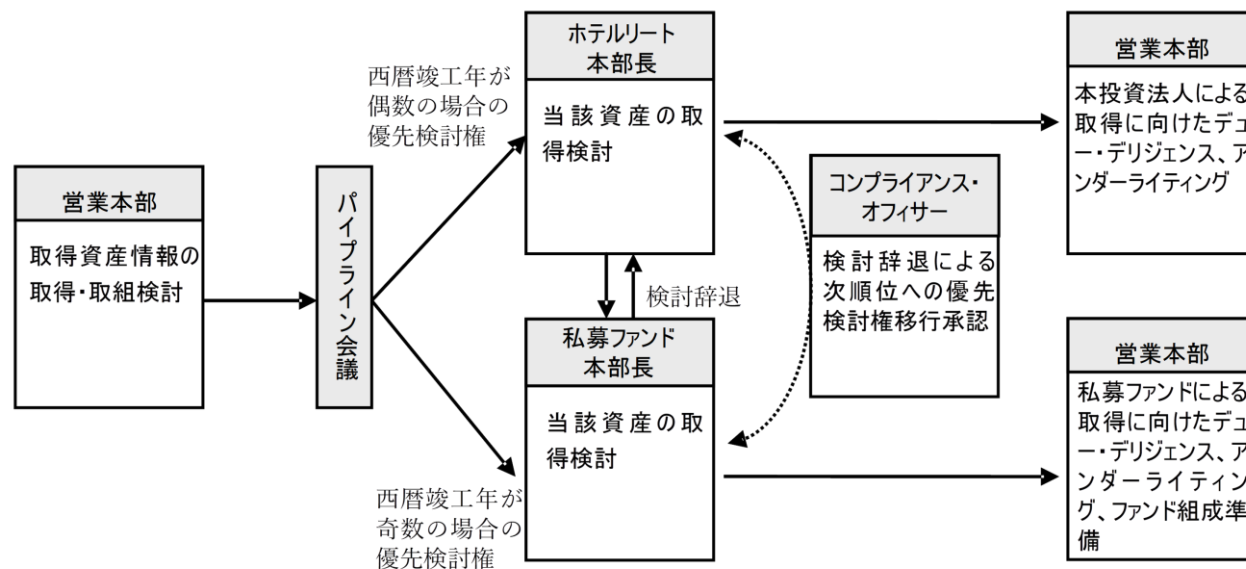 営業本部
取得資産情報の
取得・取組検討
パイプライン会議
西暦竣工年が
偶数の場合の
優先検討権
ホテルリート
本部長
当該資産の取
得検討
検討辞退
私募ファンド
本部長
当該資産の取
得検討
西暦竣工年が
奇数の場合の
優先検討権
コンプライアンス・
オフィサー
検討辞退による
次順位への優先
検討権移行承認
営業本部
本投資法人による
取得に向けたデュ
ー・デリジェンス、ア
ンダーライティング
営業本部
私募ファンドによる
取得に向けたデュ
ー・デリジェンス、ア
ンダーライティン
グ、ファンド組成準
備